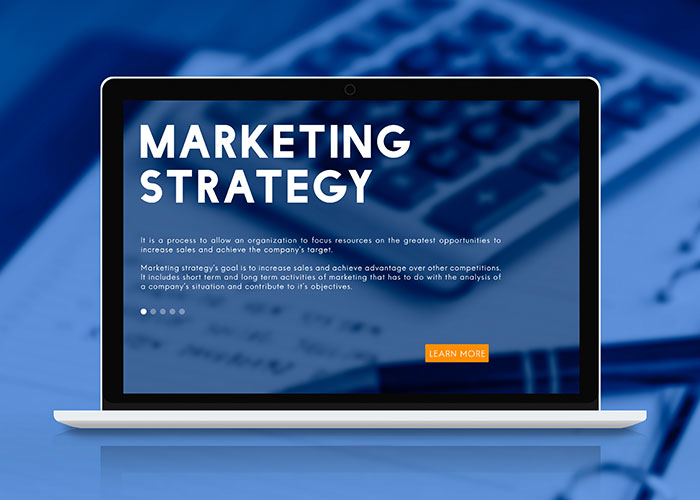 MARKETING
STRATEGY
It is a process to allow an organization to focus resources on the greatest opportunities to
increase sales and achieve the company's target.
Marketing strategy's goal is to increase sales and achieve advantage over other competitions.
It includes short term and long term activities of marketing that has to do with the analysis of
a company's situation and contribute to it's objectives.
LEARN MORE